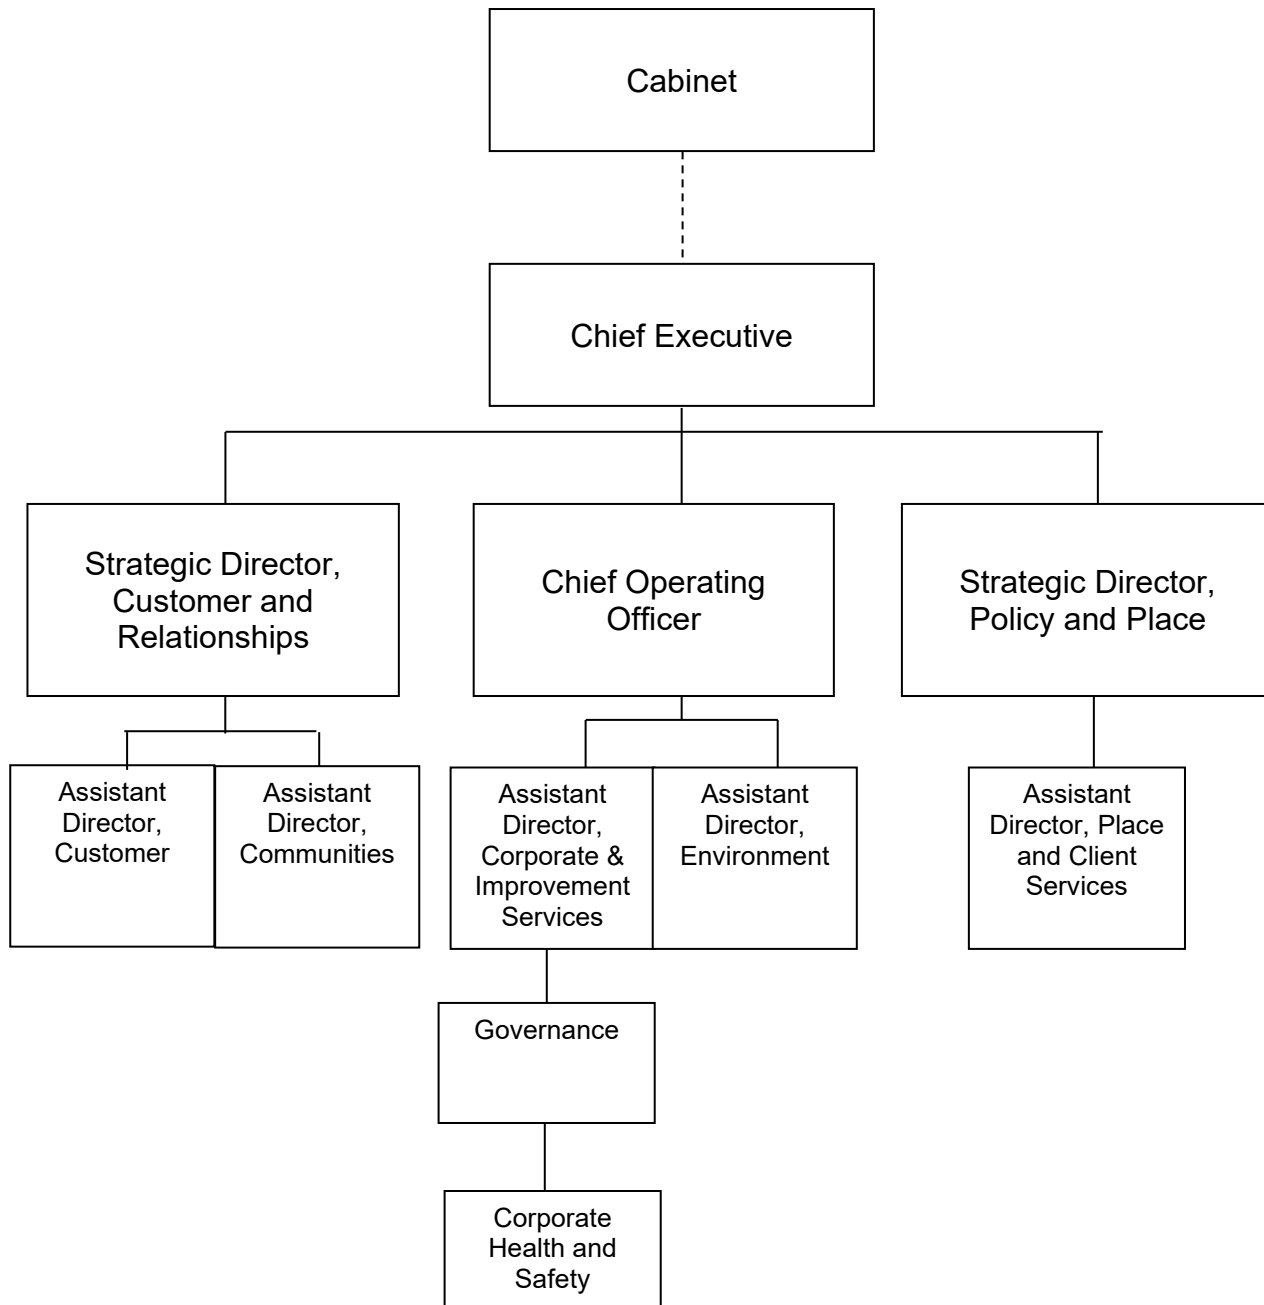 Cabinet
Chief Executive
Strategic Director,
Customer and
Relationships
Chief Operating
Officer
Strategic Director,
Policy and Place
Assistant
Director,
Customer
Assistant
Director,
Communities
Assistant
Director,
Corporate &
Improvement
Services
Assistant
Director,
Environment
Assistant
Director, Place
and Client
Services
Governance
Corporate
Health and
Safety